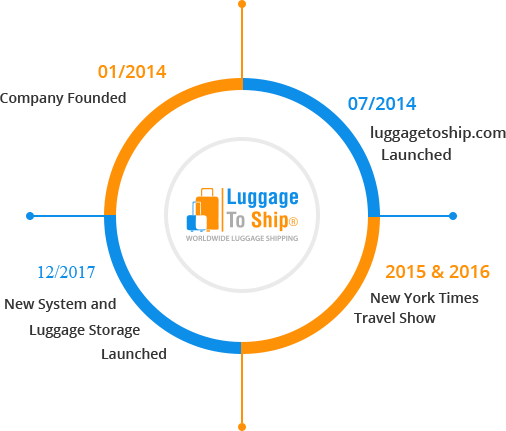 01/2014
Company Founded
07/2014
luggagetoship.com
Launched
Luggage
To Ship®
WORLDWIDE LUGGAGE SHIPPING
12/2017
New System and
Luggage Storage
Launched
2015 & 2016
New York Times
Travel Show